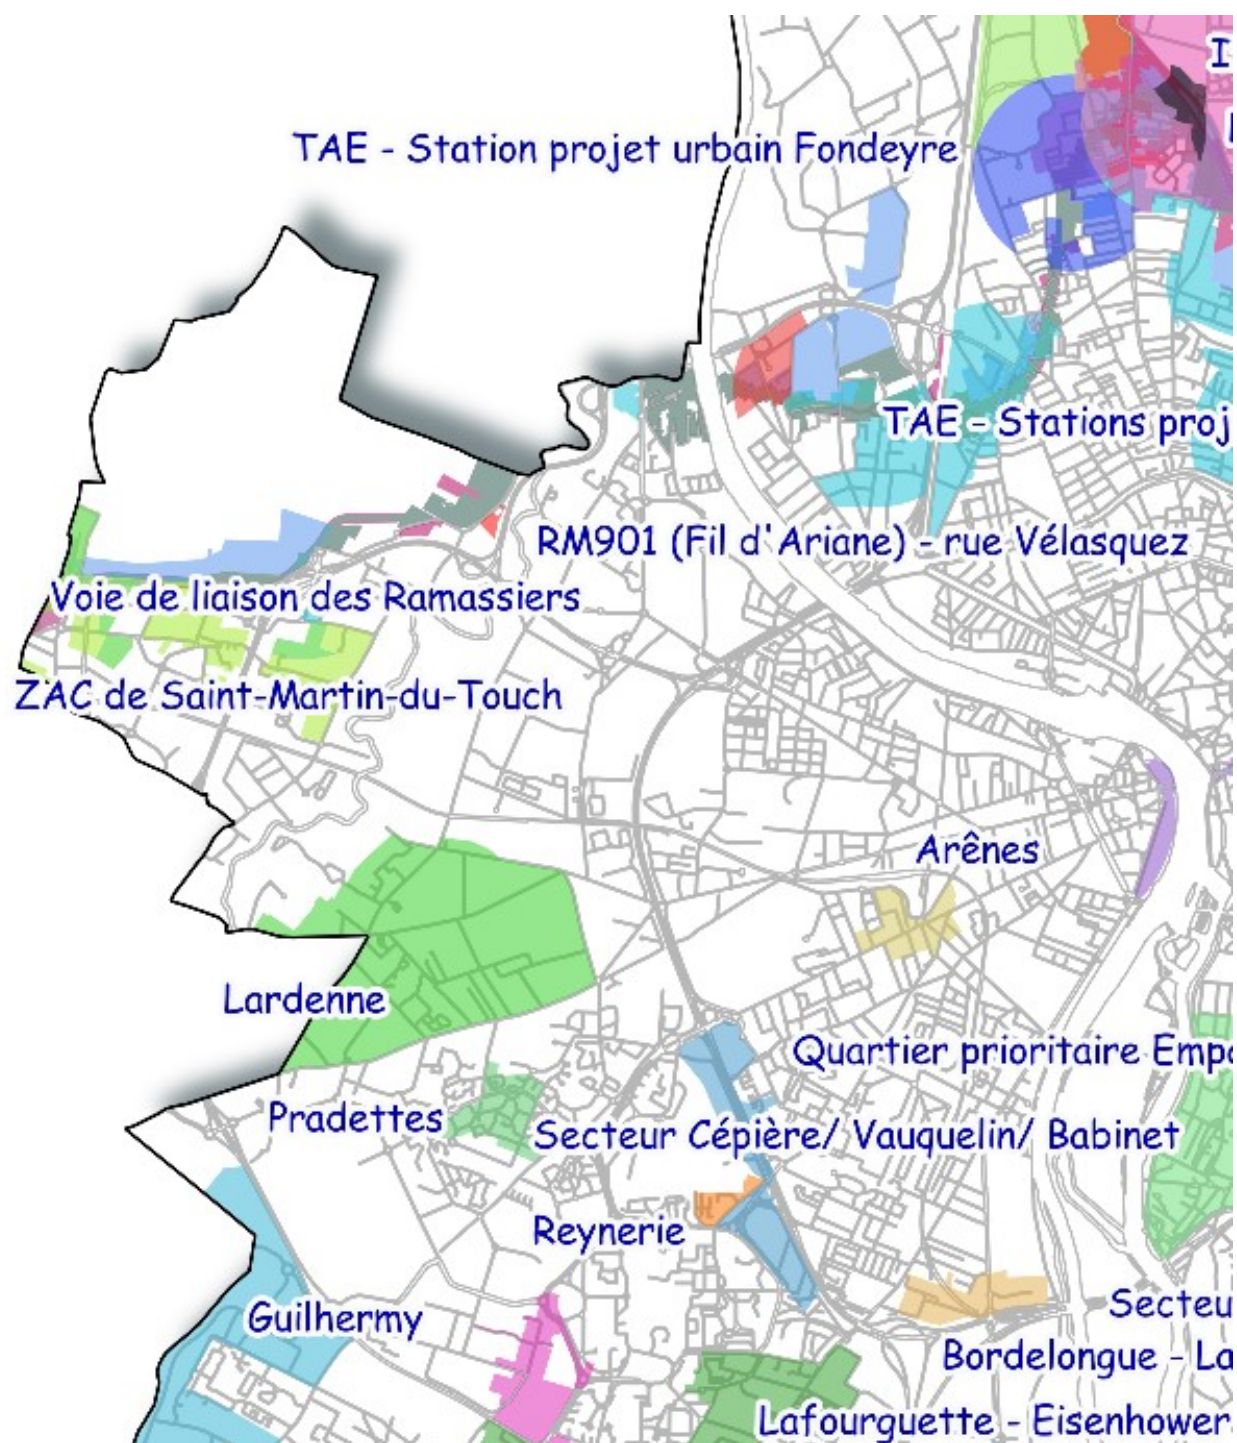 I
TAE - Station projet urbain Fondeyre
TAE - Stations proj
RM901 (Fil d'Ariane) - rue Vélasquez
Voie de liaison des Ramassiers
ZAC de Saint-Martin-du-Touch
Arênes
Lardenne
Quartier prioritaire Empa
Pradettes
Secteur Cépière/ Vauquelin/ Babinet
Reynerie
Secteu
Guilhermy
Bordelongue - La
Lafourguette - Eisenhower